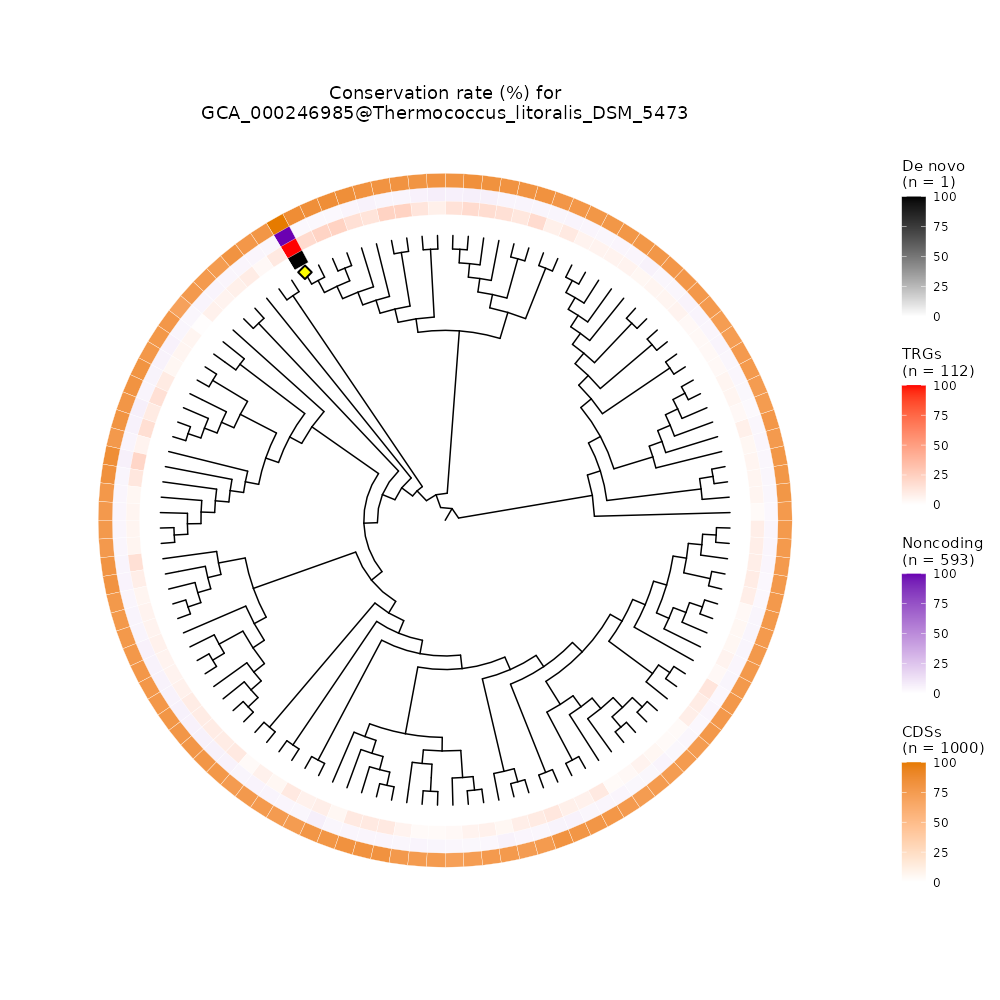 Conservation rate (%) for
GCA_000246985@Thermococcus_litoralis_DSM_5473
De novo
(n = 1)
100
75
50
25
0
TRGs
(n = 112)
100
75
50
25
0
Noncoding
(n = 593)
100
75
50
25
0
CDSs
(n = 1000)
100
75
50
25
0